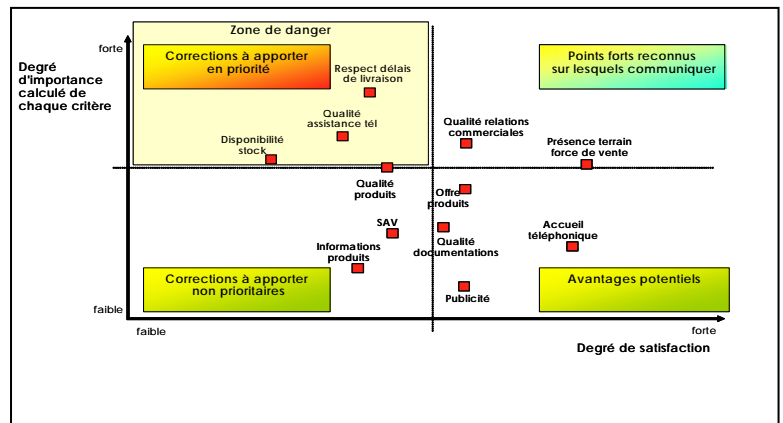 Zone de danger
forte
Corrections à apporter
en priorité
Points forts reconnus
sur lesquels communiquer
Degré
d'importance
calculé de
chaque critère
Respect délais
de livraison
Qualité
assistance tél
Qualité relations
commerciales
Disponibilité
stock
Présence terrain
force de vente
Qualité
produits
Offre
produits
SAV
Accueil
téléphonique
Informations
produits
Qualité
documentations
Corrections à apporter
non prioritaires
Avantages potentiels
Publicité
faible
faible
forte
Degré de satisfaction